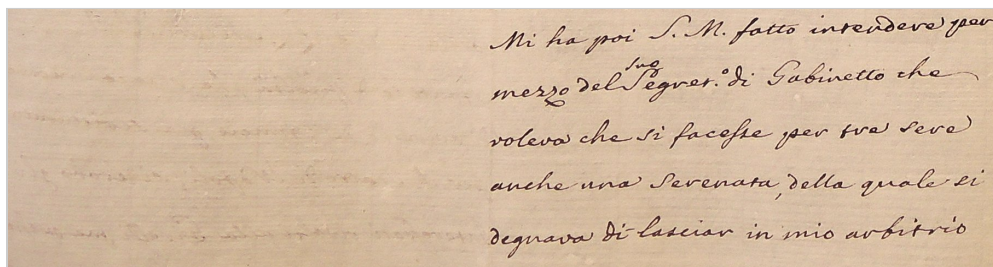 Mi ha poi S. M. fatto intendere per
mezzo del suo Segret.º di Gabinetto che
voleva che si facesse per tre sere
anche una Serenata, della quale si
degnava di lasciar in mio arbitrio